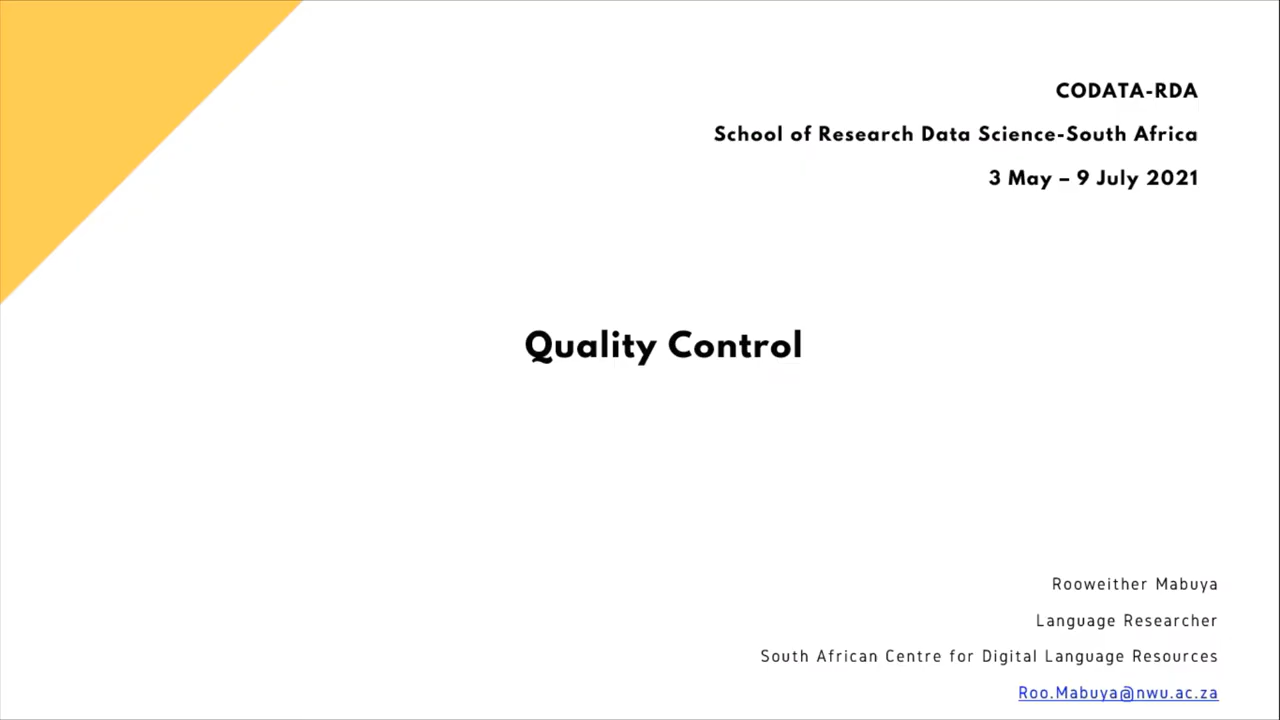 CODATA-RDA
School of Research Data Science-South Africa
3 May – 9 July 2021
Quality Control
Rooweither Mabuya
Language Researcher
South African Centre for Digital Language Resources
Roo.Mabuya@nwu.ac.za